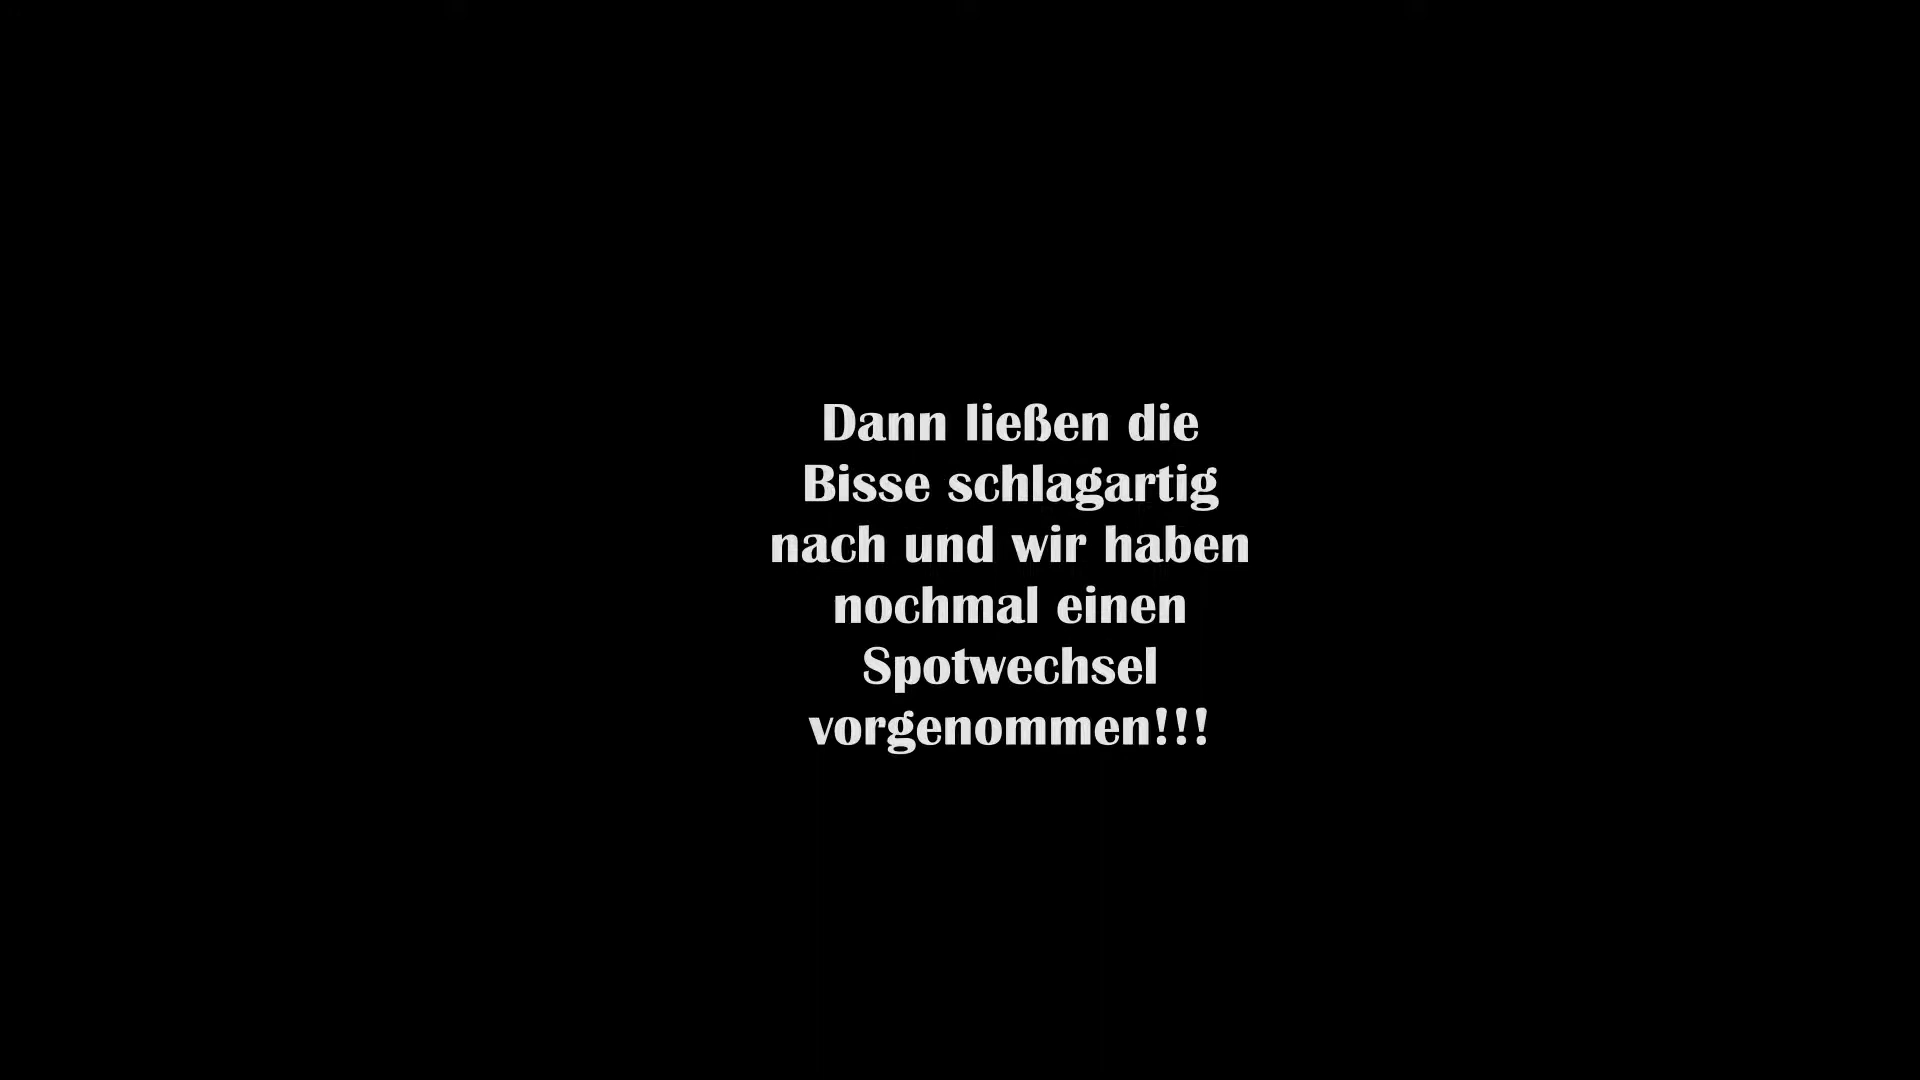 Dann ließen die
Bisse schlagartig
nach und wir haben
nochmal einen
Spotwechsel
vorgenommen!!!